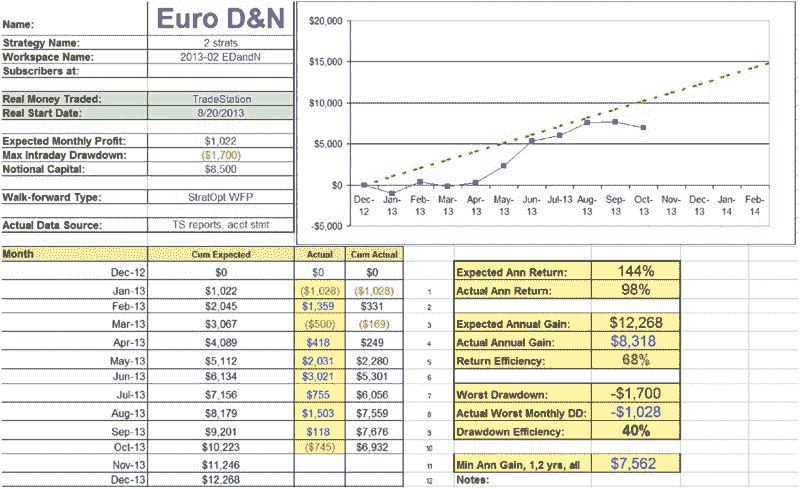 Name: Euro D&N
Strategy Name: 2 strats
Workspace Name: 2013-02 EDandN
Subscribers at:
Real Money Traded: TradeStation
Real Start Date: 8/20/2013
Expected Monthly Profit: $1,022
Max Intraday Drawdown: ($1,700)
Notional Capital: $8,500
Walk-forward Type: StratOpt WFP
Actual Data Source: TS reports, acct stmt
$20,000
$15,000
$10,000
$5,000
$0
-$5,000
Dec-12 Jan-13 Feb-13 Mar-13 Apr-13 May-13 Jun-13 Jul-13 Aug-13 Sep-13 Oct-13 Nov-13 Dec-13 Jan-14 Feb-14
Month Cum Expected Actual Cum Actual
Dec-12 $0 $0 $0
Jan-13 $1,022 ($1,028) ($1,028) 1
Feb-13 $2,045 $1,359 $331 2
Mar-13 $3,067 ($500) ($169) 3
Apr-13 $4,089 $418 $249 4
May-13 $5,112 $2,031 $2,280 5
Jun-13 $6,134 $3,021 $5,301 6
Jul-13 $7,156 $755 $6,056 7
Aug-13 $8,179 $1,503 $7,559 8
Sep-13 $9,201 $118 $7,676 9
Oct-13 $10,223 ($745) $6,932 10
Nov-13 $11,246 11
Dec-13 $12,268 12
Expected Ann Return: 144%
Actual Ann Return: 98%
Expected Annual Gain: $12,268
Actual Annual Gain: $8,318
Return Efficiency: 68%
Worst Drawdown: -$1,700
Actual Worst Monthly DD: -$1,028
Drawdown Efficiency: 40%
Min Ann Gain, 1,2 yrs, all $7,562
Notes: